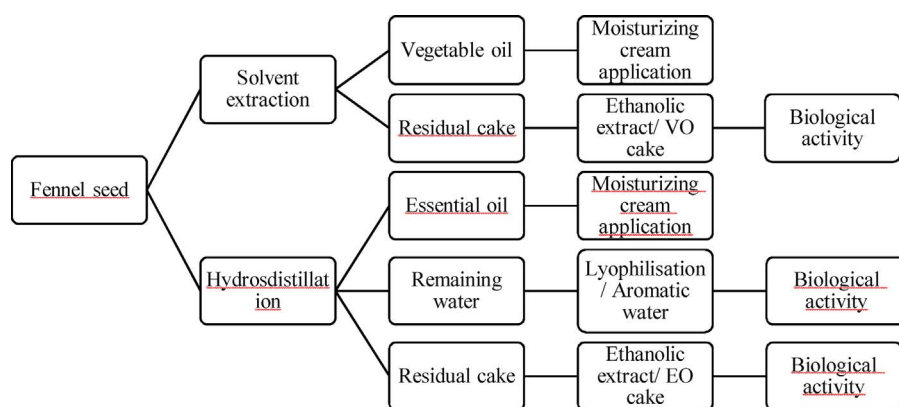 Fennel seed
Solvent
extraction
Vegetable oil
Moisturizing
cream
application
Residual cake
Ethanolic
extract/ VO
cake
Biological
activity
Hydrosdistillat
ion
Essential oil
Moisturizing
cream
application
Remaining
water
Lyophilisation
/ Aromatic
water
Biological
activity
Residual cake
Ethanolic
extract/ EO
cake
Biological
activity